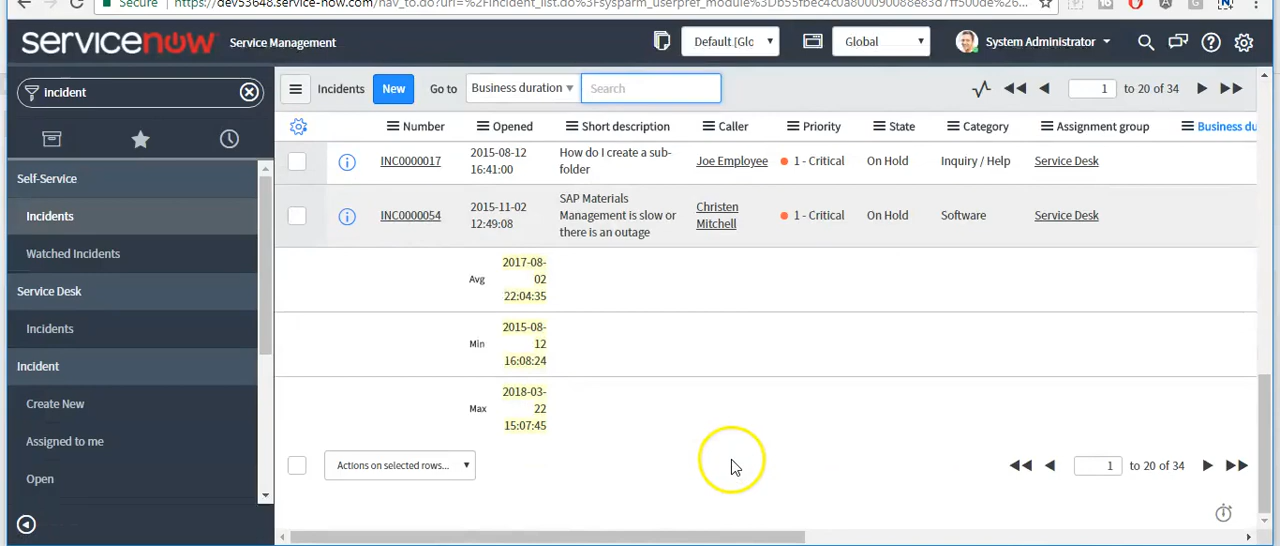 Secure https://dev53648.service-now.com/nav_to.do?uri=%2Fincident_list.do%3Fsysparm_userpref_module%3Db55fbec4c0a800090088e83d7ff500de%26...
servicenow Service Management Default [Glo Global System Administrator
incident
Incidents New Go to Business duration Search 1 to 20 of 34
Number Opened Short description Caller Priority State Category Assignment group Business du
Self-Service
Incidents
Watched Incidents
Service Desk
Incidents
Incident
Create New
Assigned to me
Open
INC0000017 2015-08-12
16:41:00 How do I create a sub-
folder Joe Employee 1 - Critical On Hold Inquiry / Help Service Desk
INC0000054 2015-11-02
12:49:08 SAP Materials
Management is slow or
there is an outage Christen
Mitchell 1 - Critical On Hold Software Service Desk
Avg 2017-08-
02
22:04:35
Min 2015-08-
12
16:08:24
Max 2018-03-
22
15:07:45
Actions on selected rows... 1 to 20 of 34